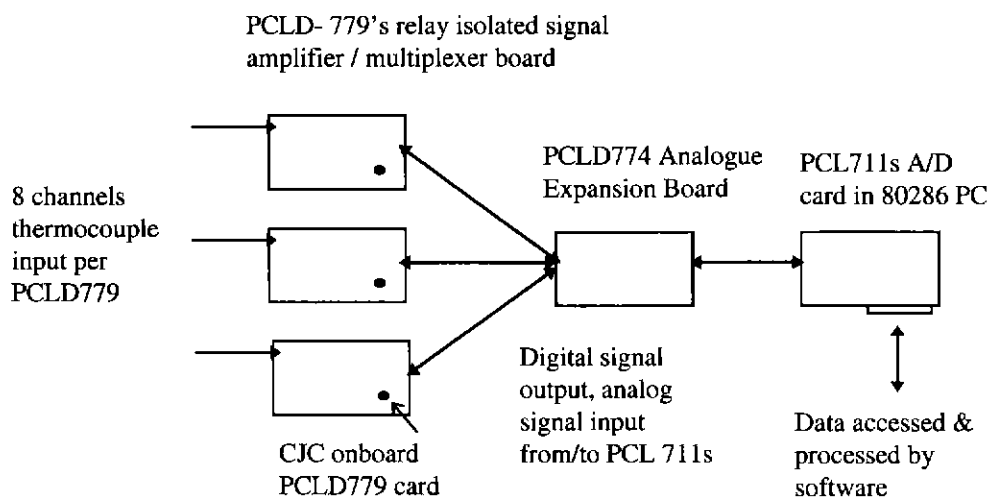 PCLD- 779's relay isolated signal
amplifier / multiplexer board
8 channels
thermocouple
input per
PCLD779
PCLD774 Analogue
Expansion Board
PCL711s A/D
card in 80286 PC
CJC onboard
PCLD779 card
Digital signal
output, analog
signal input
from/to PCL 711s
Data accessed &
processed by
software